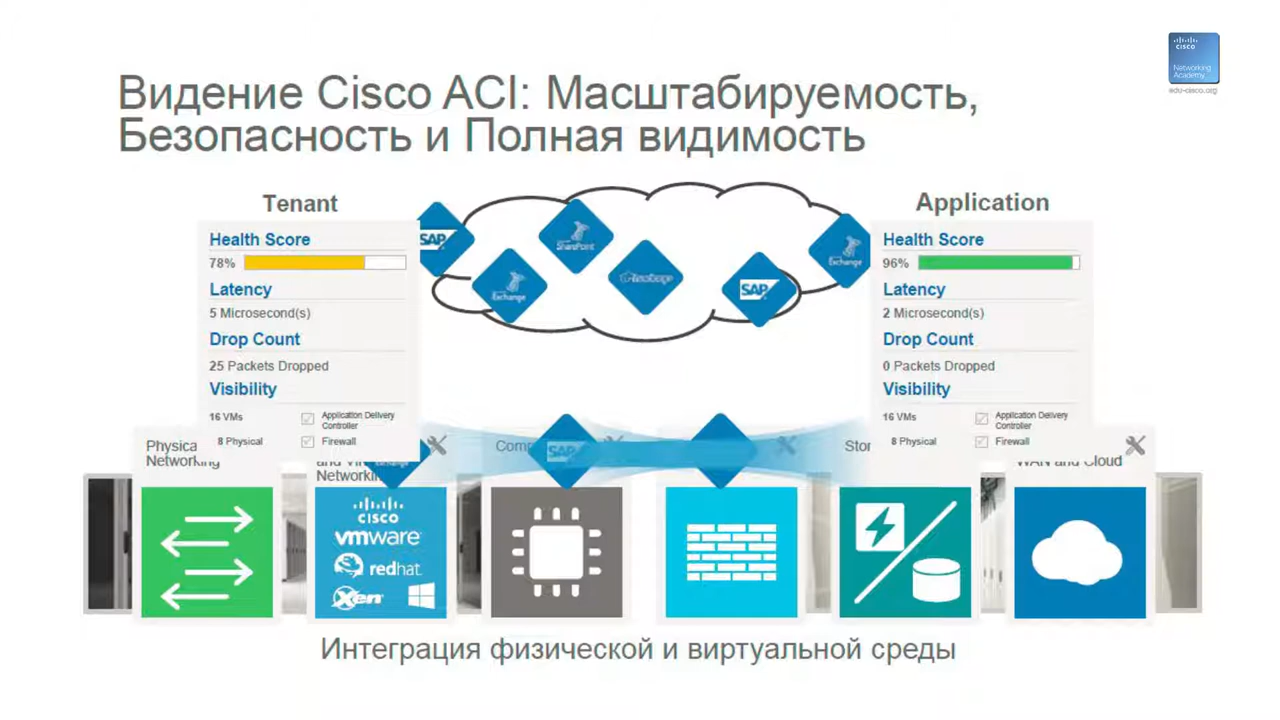 cisco
Networking
Academy
edu-cisco.org
Видение Cisco ACI: Масштабируемость,
Безопасность и Полная видимость
Tenant
Health Score
78%
Latency
5 Microsecond(s)
Drop Count
25 Packets Dropped
Visibility
16 VMs
Application Delivery
Controller
8 Physical
Firewall
SAP
SharePoint
Exchange
SAP
Exchange
Application
Health Score
96%
Latency
2 Microsecond(s)
Drop Count
0 Packets Dropped
Visibility
16 VMs
Application Delivery
Controller
8 Physical
Firewall
Networking
SAP
WAN and Cloud
cisco
vmware
redhat.
Xen
Интеграция физической и виртуальной среды